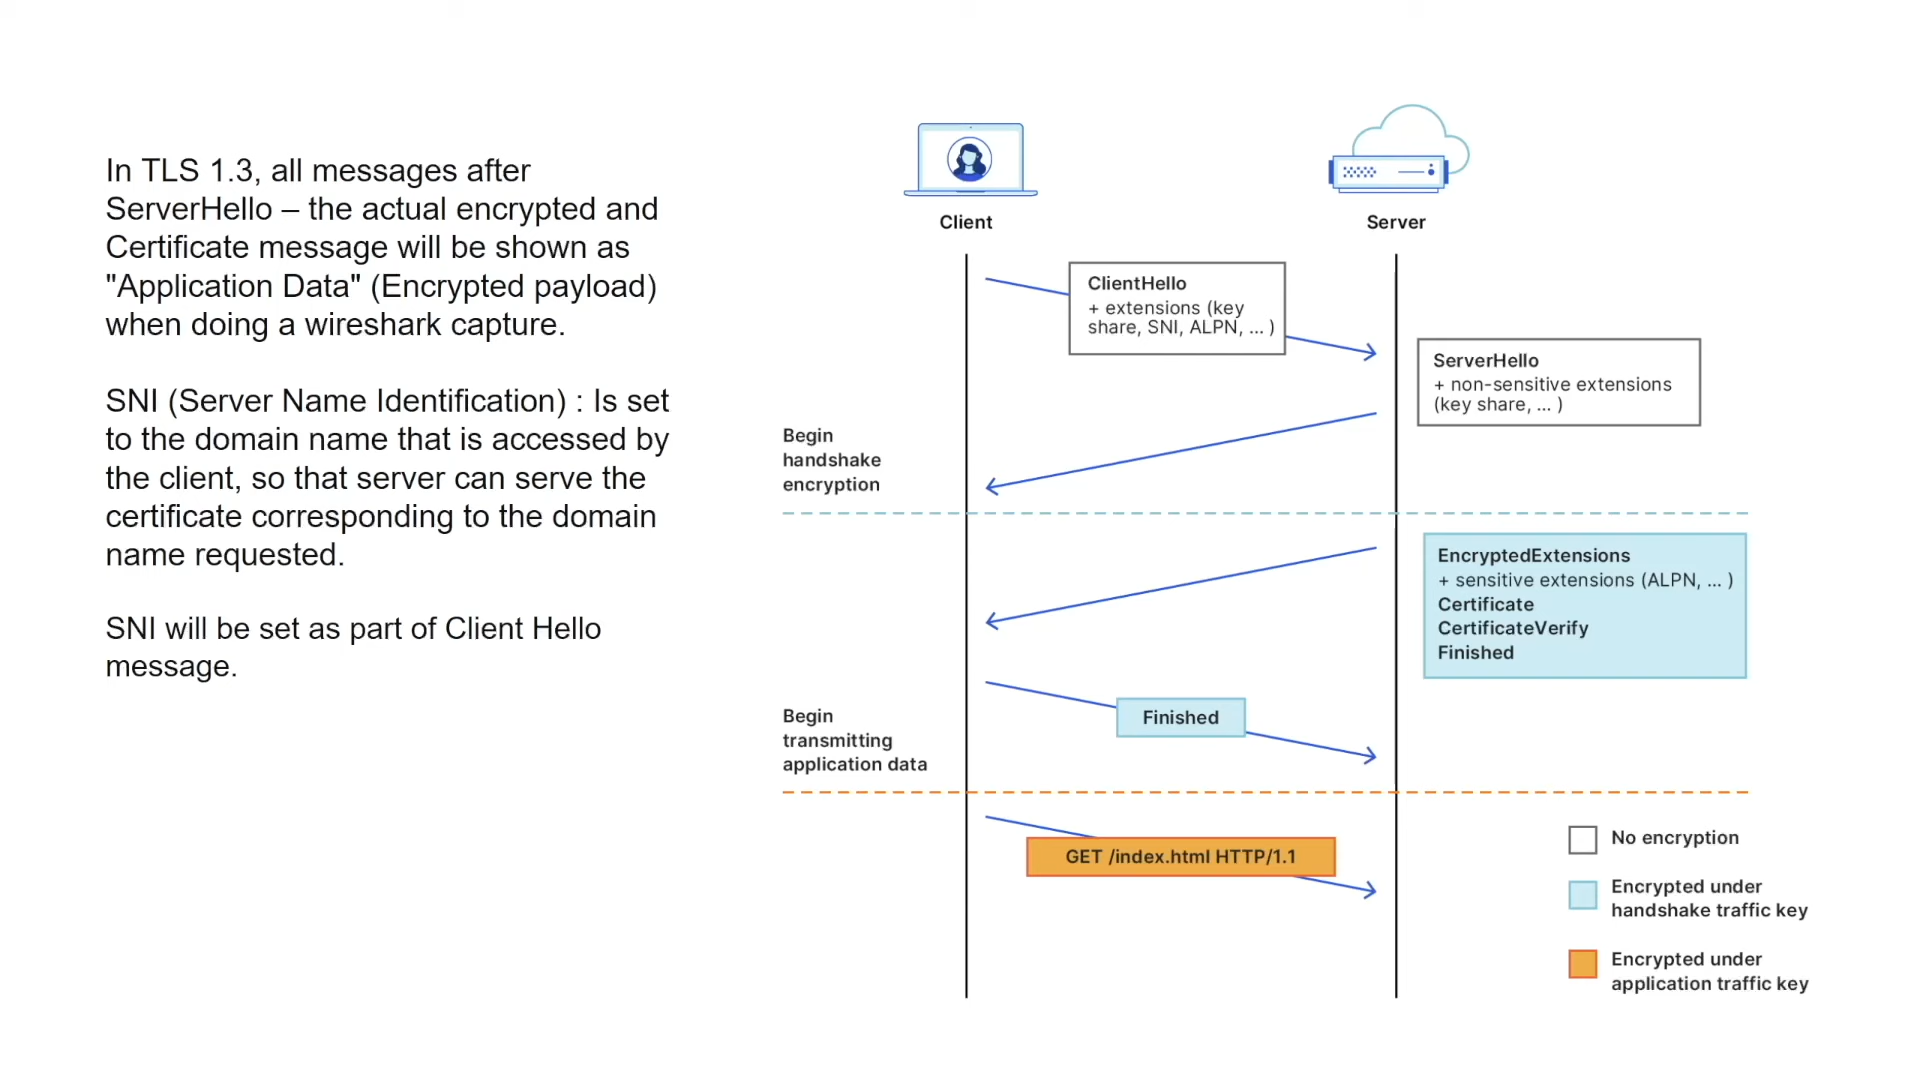 In TLS 1.3, all messages after
ServerHello – the actual encrypted and
Certificate message will be shown as
"Application Data" (Encrypted payload)
when doing a wireshark capture.
SNI (Server Name Identification) : Is set
to the domain name that is accessed by
the client, so that server can serve the
certificate corresponding to the domain
name requested.
SNI will be set as part of Client Hello
message.
Client
Server
ClientHello
+ extensions (key
share, SNI, ALPN, ... )
ServerHello
+ non-sensitive extensions
(key share, ... )
Begin
handshake
encryption
EncryptedExtensions
+ sensitive extensions (ALPN, ... )
Certificate
CertificateVerify
Finished
Finished
Begin
transmitting
application data
GET /index.html HTTP/1.1
No encryption
Encrypted under
handshake traffic key
Encrypted under
application traffic key